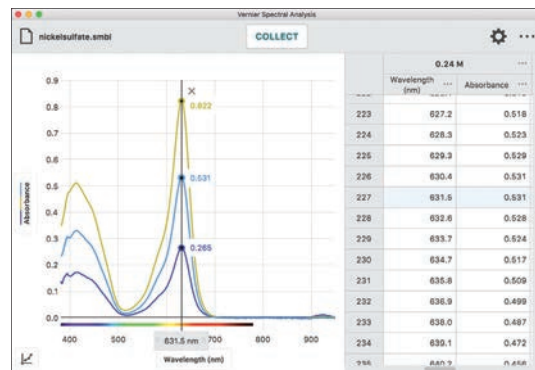 Vernier Spectral Analysis
nickelsulfate.smbl
COLLECT
0.9
0.8
0.7
0.6
0.5
0.4
0.3
0.2
0.1
0.0
Absorbance
0.822
0.531
0.265
400 500 700 800 900
631.5 nm
Wavelength (nm)
0.24 M
Wavelength (nm) Absorbance
223 627.2 0.518
224 628.3 0.523
225 629.3 0.529
226 630.4 0.531
227 631.5 0.531
228 632.6 0.528
229 633.7 0.524
230 634.7 0.517
231 635.8 0.509
232 636.9 0.499
233 638.0 0.487
234 639.1 0.472
235 640.2 0.456